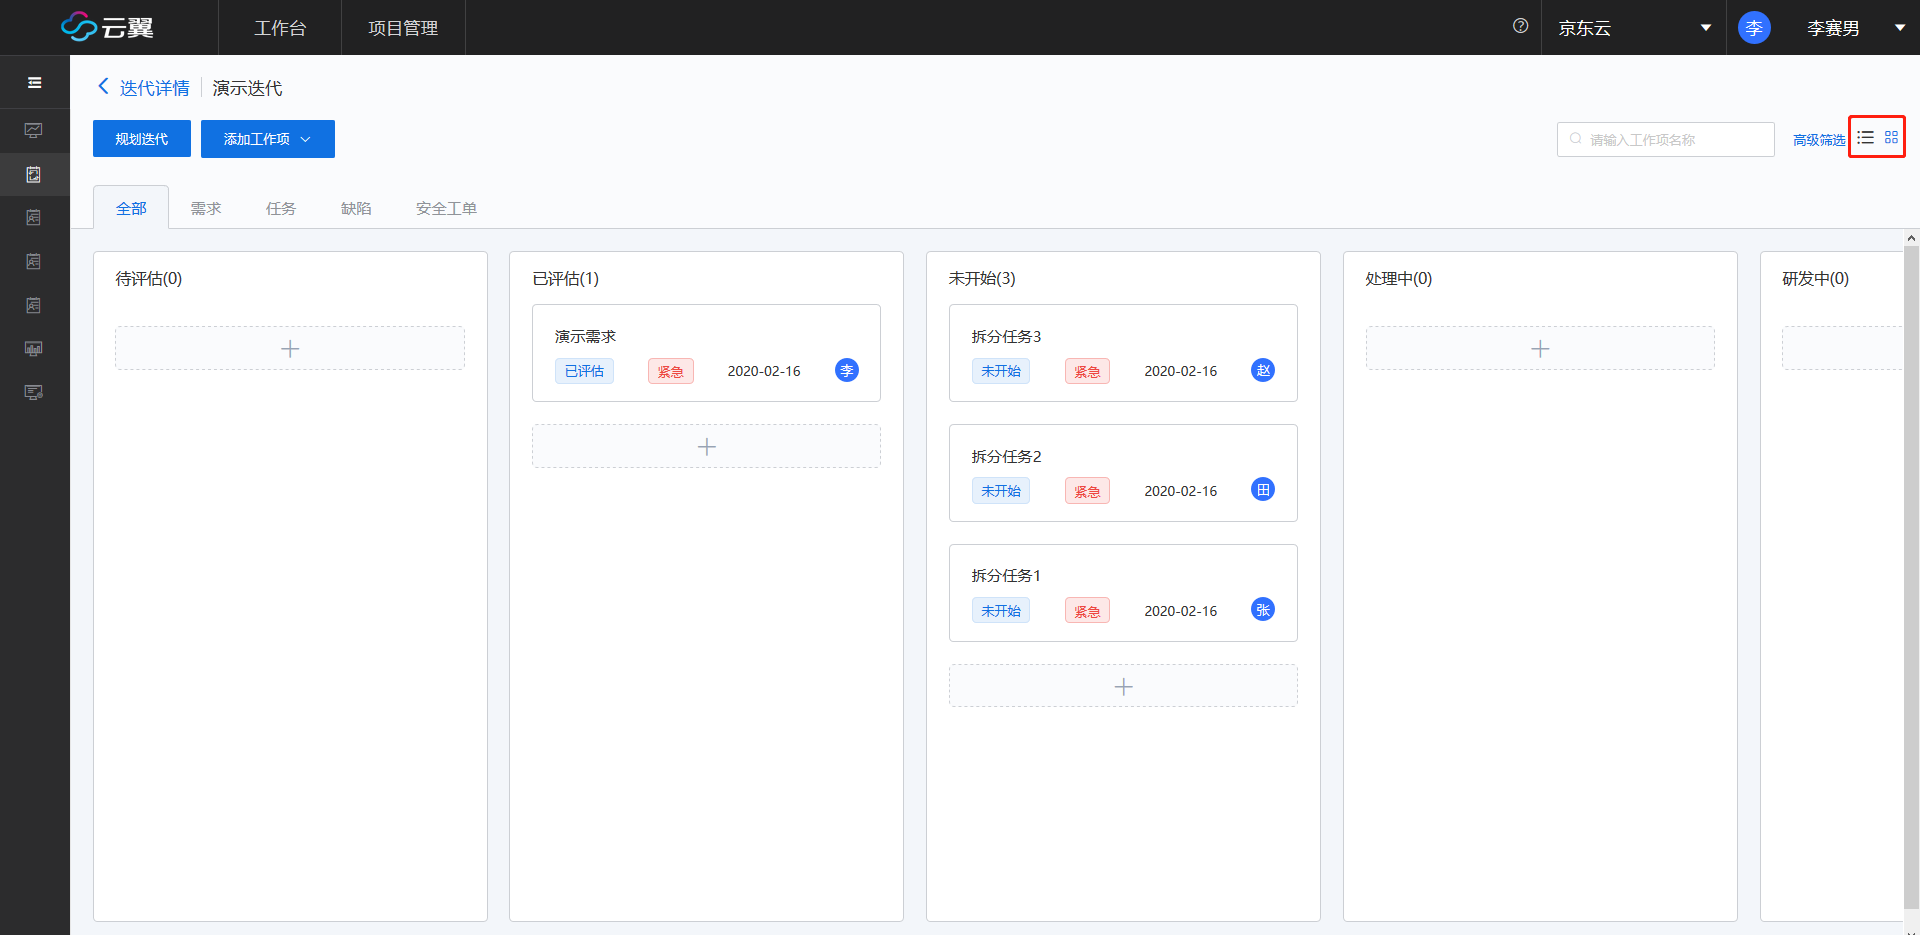 云翼 工作台 项目管理 京东云 李 李赛男
迭代详情 演示迭代
规划迭代 添加工作项 请输入工作项名称 高级筛选
全部 需求 任务 缺陷 安全工单
待评估(0)
已评估(1)
演示需求
已评估 紧急 2020-02-16 李
未开始(3)
拆分任务3
未开始 紧急 2020-02-16 赵
拆分任务2
未开始 紧急 2020-02-16 田
拆分任务1
未开始 紧急 2020-02-16 张
处理中(0)
研发中(0)